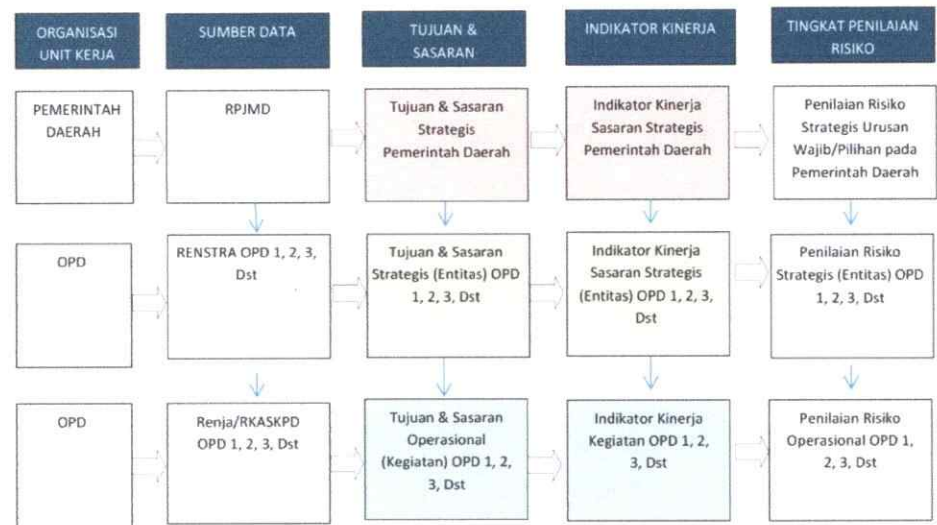 ORGANISASI
UNIT KERJA
SUMBER DATA
TUJUAN &
SASARAN
INDIKATOR KINERJA
TINGKAT PENILAIAN
RISIKO
PEMERINTAH
DAERAH
RPJMD
Tujuan & Sasaran
Strategis
Pemerintah Daerah
Indikator Kinerja
Sasaran Strategis
Pemerintah Daerah
Penilaian Risiko
Strategis Urusan
Wajib/Pilihan pada
Pemerintah Daerah
OPD
RENSTRA OPD 1, 2, 3,
Dst
Tujuan & Sasaran
Strategis (Entitas) OPD
1, 2, 3, Dst
Indikator Kinerja
Sasaran Strategis
(Entitas) OPD 1, 2, 3,
Dst
Penilaian Risiko
Strategis (Entitas) OPD
1, 2, 3, Dst
OPD
Renja/RKASKPD
OPD 1, 2, 3, Dst
Tujuan & Sasaran
Operasional
(Kegiatan) OPD 1, 2,
3, Dst
Indikator Kinerja
Kegiatan OPD 1, 2,
3, Dst
Penilaian Risiko
Operasional OPD 1,
2, 3, Dst